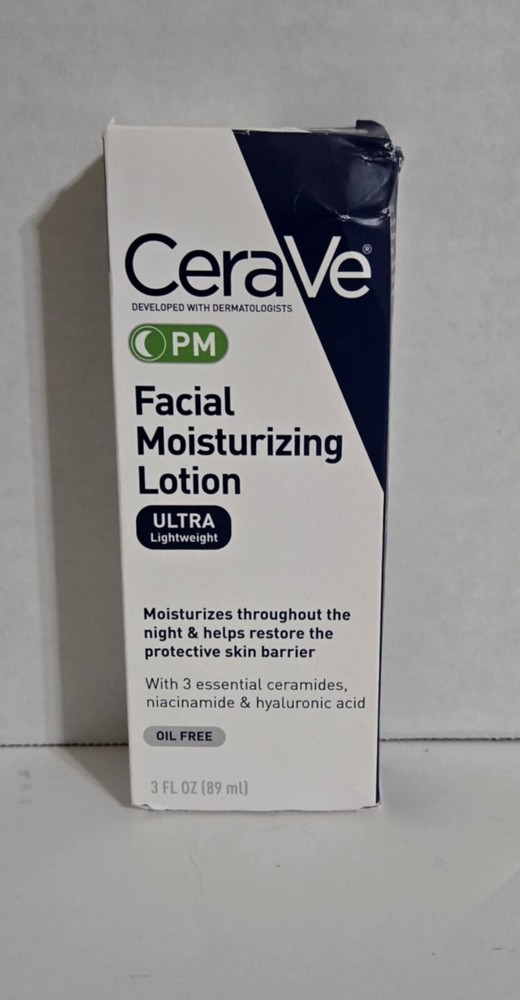 CeraVe®
DEVELOPED WITH DERMATOLOGISTS
PM
Facial
Moisturizing
Lotion
ULTRA
Lightweight
Moisturizes throughout the
night & helps restore the
protective skin barrier
With 3 essential ceramides,
niacinamide & hyaluronic acid
OIL FREE
3 FL OZ (89 ml)